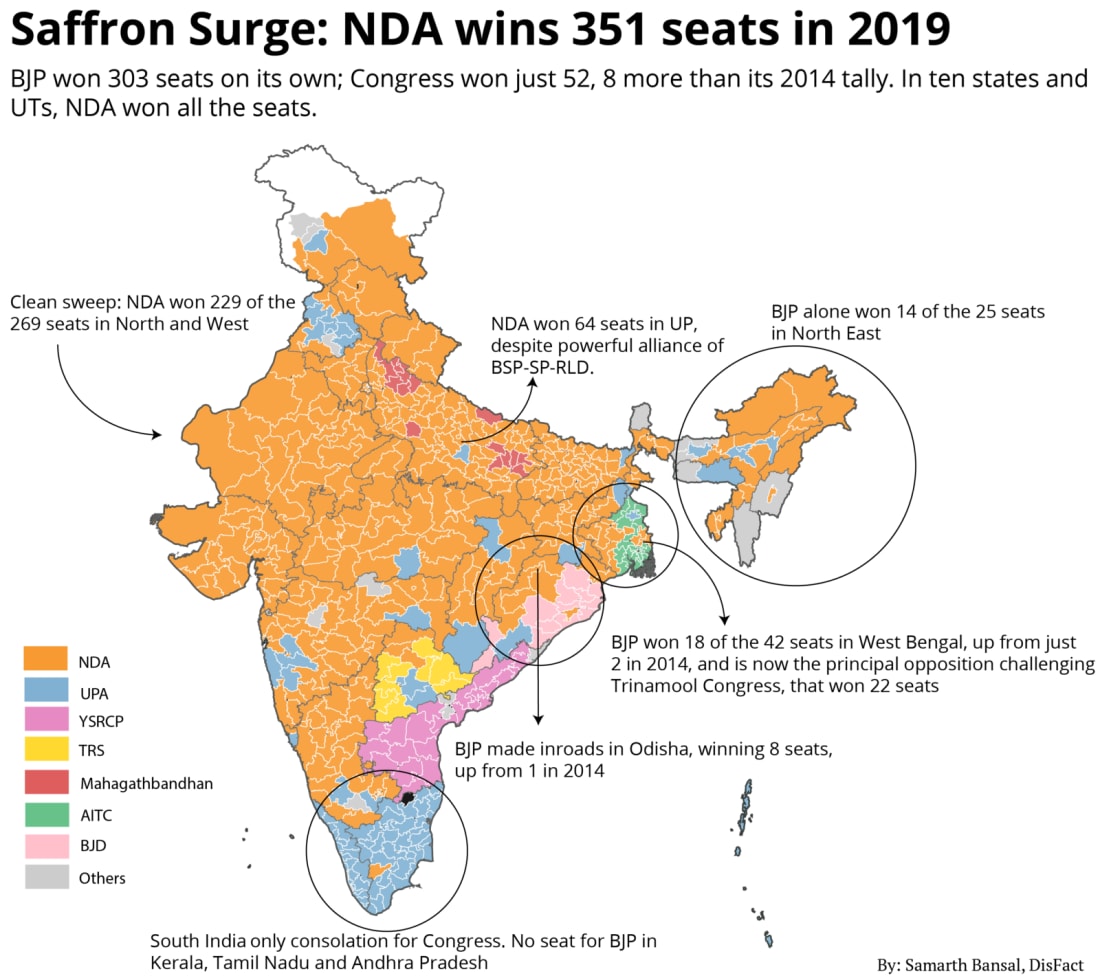 Saffron Surge: NDA wins 351 seats in 2019
BJP won 303 seats on its own; Congress won just 52, 8 more than its 2014 tally. In ten states and
UTs, NDA won all the seats.
Clean sweep: NDA won 229 of the
269 seats in North and West
NDA won 64 seats in UP,
despite powerful alliance of
BSP-SP-RLD.
BJP alone won 14 of the 25 seats
in North East
BJP won 18 of the 42 seats in West Bengal, up from just
2 in 2014, and is now the principal opposition challenging
Trinamool Congress, that won 22 seats
NDA
UPA
YSRCP
TRS
Mahagathbandhan
AITC
BJD
Others
BJP made inroads in Odisha, winning 8 seats,
up from 1 in 2014
South India only consolation for Congress. No seat for BJP in
Kerala, Tamil Nadu and Andhra Pradesh
By: Samarth Bansal, DisFact